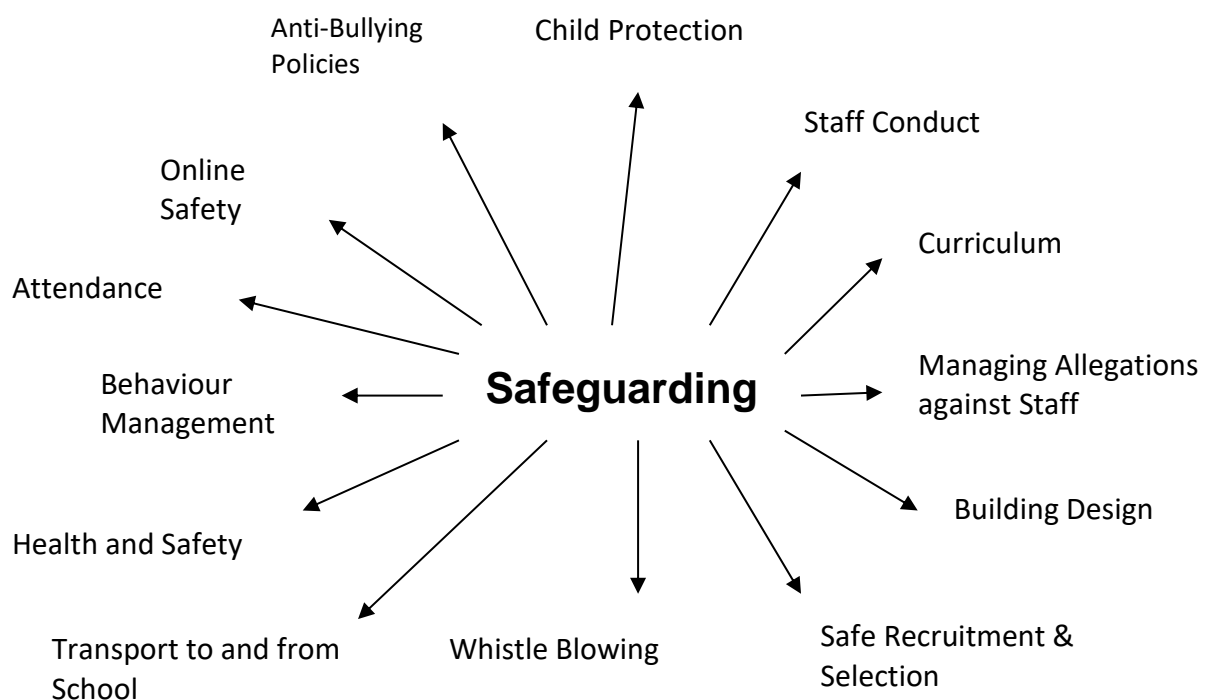 Anti-Bullying
Policies
Child Protection
Staff Conduct
Online
Safety
Curriculum
Attendance
Safeguarding
Managing Allegations
against Staff
Behaviour
Management
Building Design
Health and Safety
Transport to and from
School
Whistle Blowing
Safe Recruitment &
Selection